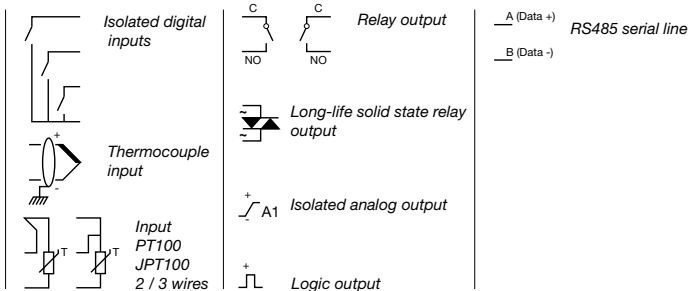 Isolated digital
inputs
+
-
Thermocouple
input
T
T
Input
PT100
JPT100
2 / 3 wires
C
C
NO
NO
Relay output
~
~
Long-life solid state relay
output
+
-
A1
Isolated analog output
+
Logic output
A (Data +)
B (Data -)
RS485 serial line